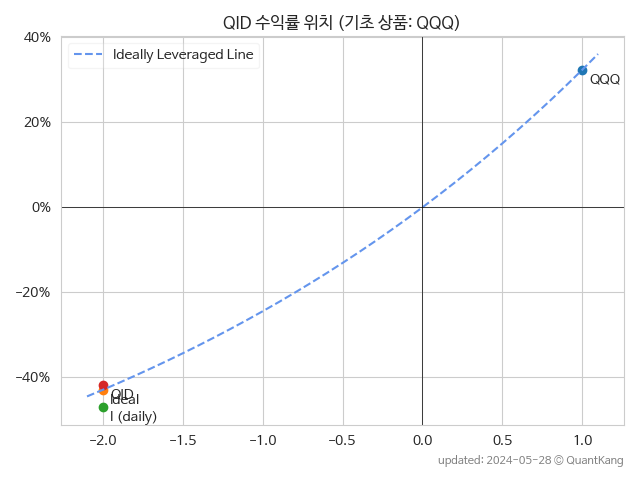 QID 수익률 위치 (기초 상품: QQQ)
40%
Ideally Leveraged Line
QQQ
20%
0%
-20%
-40%
QID
Ideal
l (daily)
-2.0 -1.5 -1.0 -0.5 0.0 0.5 1.0
updated: 2024-05-28 © QuantKang